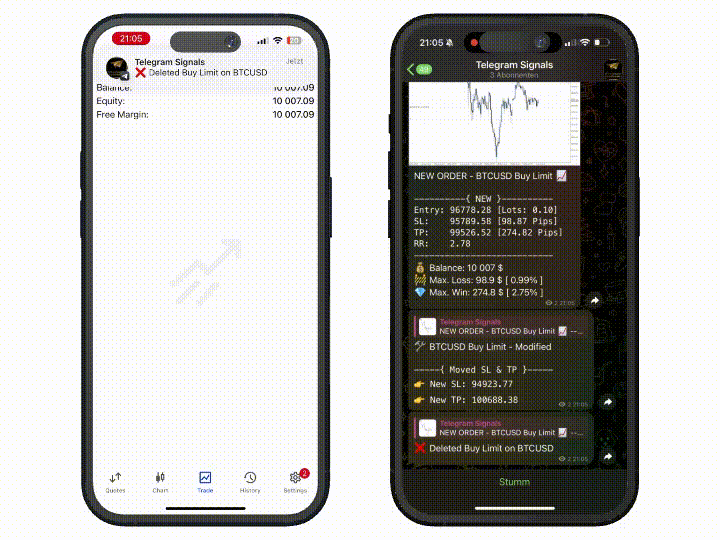 21:05
Telegram Signals
Jetzt
❌ Deleted Buy Limit on BTCUSD
Balance: 10 007.09
Equity: 10 007.09
Free Margin: 10 007.09
Quotes
Chart
Trade
History
2
Settings
21:05
Telegram Signals
3 Abonnenten
NEW ORDER - BTCUSD Buy Limit 📈
----------{ NEW }----------
Entry: 96778.28 [Lots: 0.10]
SL: 95789.58 [98.87 Pips]
TP: 99526.52 [274.82 Pips]
RR: 2.78
---------------------------
💰 Balance: 10 007 $
🚧 Max. Loss: 98.9 $ [ 0.99% ]
💎 Max. Win: 274.8 $ [ 2.75% ]
2 21:05
Telegram Signals
NEW ORDER - BTCUSD Buy Limit 📈 --...
🛠 BTCUSD Buy Limit - Modified
-----{ Moved SL & TP }-----
👉 New SL: 94923.77
👉 New TP: 100688.38
2 21:05
Telegram Signals
NEW ORDER - BTCUSD Buy Limit 📈 --...
❌ Deleted Buy Limit on BTCUSD
2 21:05
Stumm